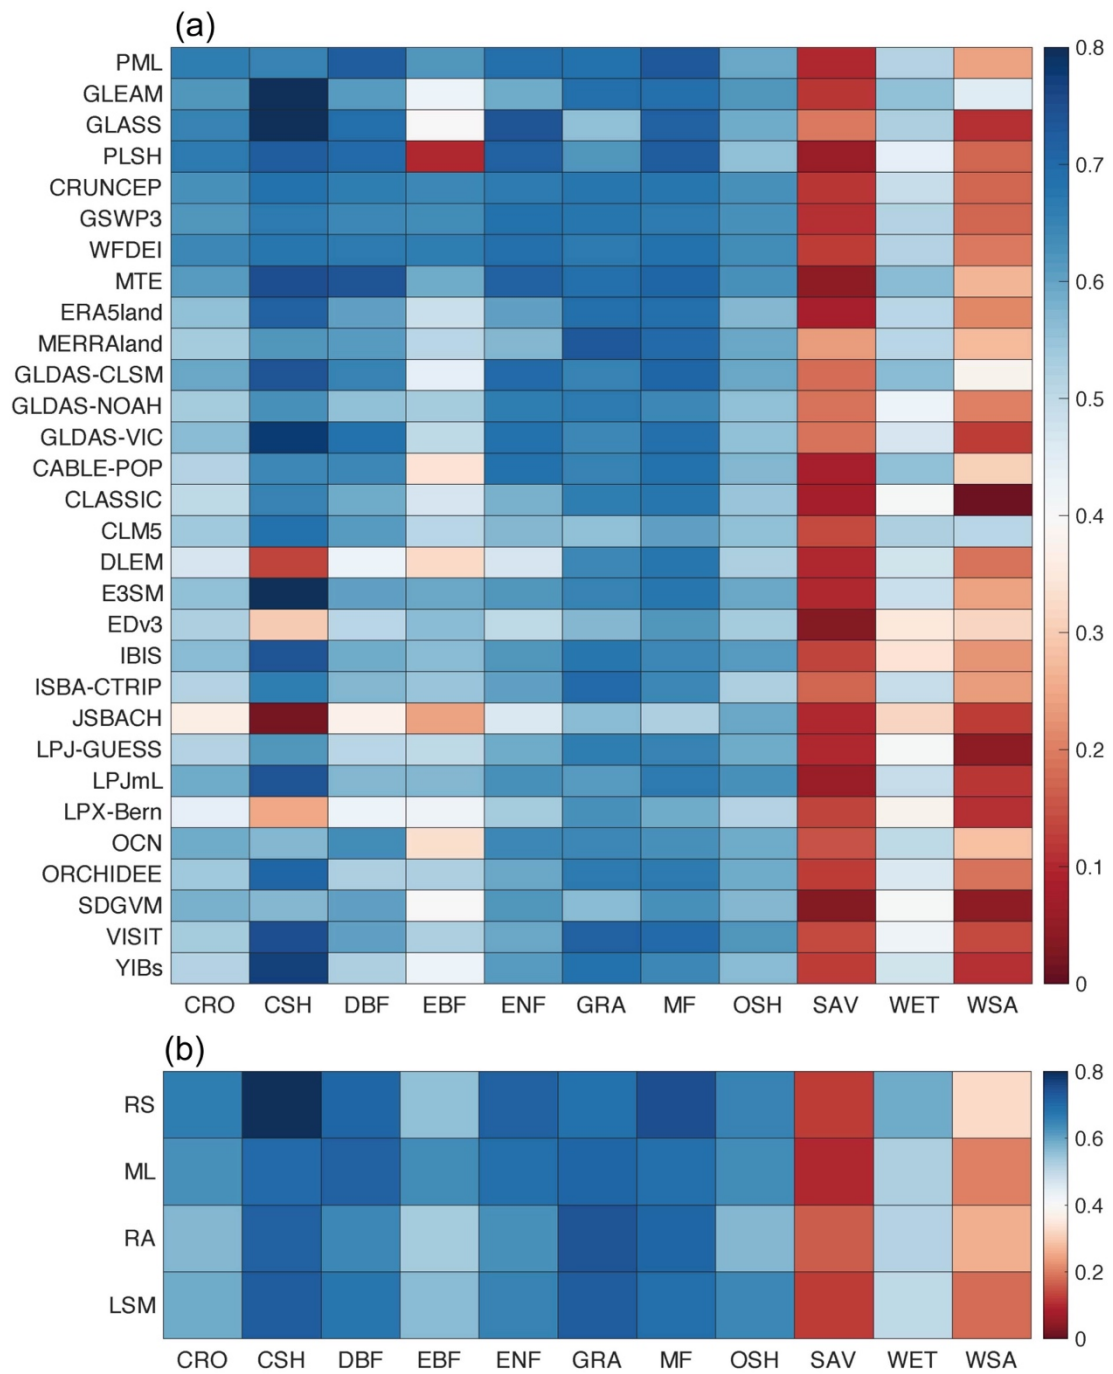 (a)
PML
GLEAM
GLASS
PLSH
CRUNCEP
GSWP3
WFDEI
MTE
ERA5land
MERRAland
GLDAS-CLSM
GLDAS-NOAH
GLDAS-VIC
CABLE-POP
CLASSIC
CLM5
DLEM
E3SM
EDv3
IBIS
ISBA-CTRIP
JSBACH
LPJ-GUESS
LPJmL
LPX-Bern
OCN
ORCHIDEE
SDGVM
VISIT
YIBs
CRO CSH DBF EBF ENF GRA MF OSH SAV WET WSA
0.8
0.7
0.6
0.5
0.4
0.3
0.2
0.1
0
(b)
RS
ML
RA
LSM
CRO CSH DBF EBF ENF GRA MF OSH SAV WET WSA
0.8
0.6
0.4
0.2
0